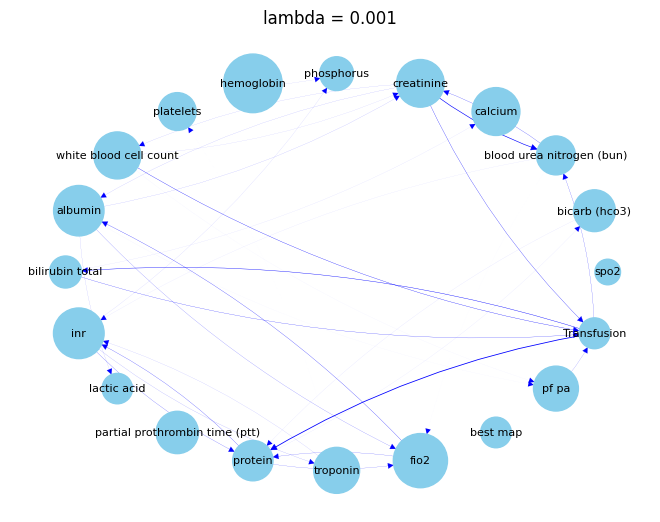 lambda = 0.001
phosphorus
hemoglobin
creatinine
platelets
calcium
white blood cell count
blood urea nitrogen (bun)
albumin
bicarb (hco3)
bilirubin total
spo2
inr
Transfusion
lactic acid
pf pa
partial prothrombin time (ptt)
best map
protein
fio2
troponin